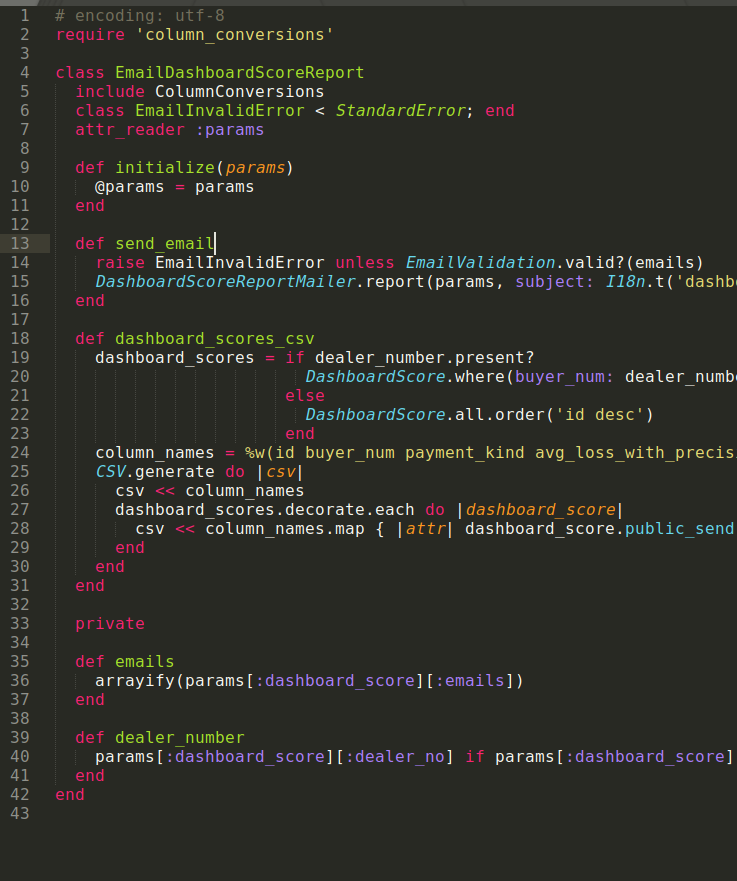 1 # encoding: utf-8
2 require 'column_conversions'
3
4 class EmailDashboardScoreReport
5   include ColumnConversions
6   class EmailInvalidError < StandardError; end
7   attr_reader :params
8
9   def initialize(params)
10     @params = params
11   end
12
13   def send_email
14     raise EmailInvalidError unless EmailValidation.valid?(emails)
15     DashboardScoreReportMailer.report(params, subject: I18n.t('dashb
16   end
17
18   def dashboard_scores_csv
19     dashboard_scores = if dealer_number.present?
20                          DashboardScore.where(buyer_num: dealer_numbe
21                        else
22                          DashboardScore.all.order('id desc')
23                        end
24     column_names = %w(id buyer_num payment_kind avg_loss_with_precisi
25     CSV.generate do |csv|
26       csv << column_names
27       dashboard_scores.decorate.each do |dashboard_score|
28         csv << column_names.map { |attr| dashboard_score.public_send
29       end
30     end
31   end
32
33   private
34
35   def emails
36     arrayify(params[:dashboard_score][:emails])
37   end
38
39   def dealer_number
40     params[:dashboard_score][:dealer_no] if params[:dashboard_score]
41   end
42 end
43